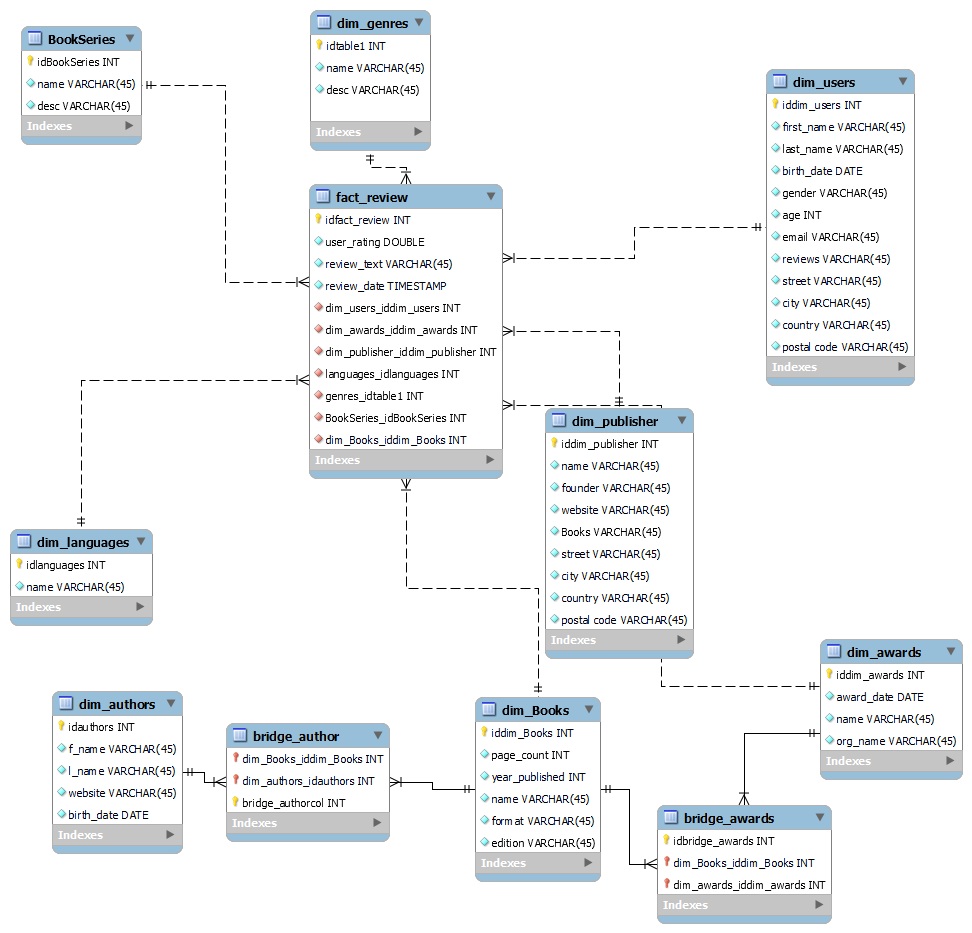 BookSeries
idBookSeries INT
name VARCHAR(45)
desc VARCHAR(45)
Indexes
dim_genres
idtable1 INT
name VARCHAR(45)
desc VARCHAR(45)
Indexes
dim_users
iddim_users INT
first_name VARCHAR(45)
last_name VARCHAR(45)
birth_date DATE
gender VARCHAR(45)
age INT
email VARCHAR(45)
reviews VARCHAR(45)
street VARCHAR(45)
city VARCHAR(45)
country VARCHAR(45)
postal code VARCHAR(45)
Indexes
fact_review
idfact_review INT
user_rating DOUBLE
review_text VARCHAR(45)
review_date TIMESTAMP
dim_users_iddim_users INT
dim_awards_iddim_awards INT
dim_publisher_iddim_publisher INT
languages_idlanguages INT
genres_idtable1 INT
BookSeries_idBookSeries INT
dim_Books_iddim_Books INT
Indexes
dim_publisher
iddim_publisher INT
name VARCHAR(45)
founder VARCHAR(45)
website VARCHAR(45)
Books VARCHAR(45)
street VARCHAR(45)
city VARCHAR(45)
country VARCHAR(45)
postal code VARCHAR(45)
Indexes
dim_languages
idlanguages INT
name VARCHAR(45)
Indexes
dim_awards
iddim_awards INT
award_date DATE
name VARCHAR(45)
org_name VARCHAR(45)
Indexes
dim_authors
idauthors INT
f_name VARCHAR(45)
l_name VARCHAR(45)
website VARCHAR(45)
birth_date DATE
Indexes
bridge_author
dim_Books_iddim_Books INT
dim_authors_idauthors INT
bridge_authorcol INT
Indexes
dim_Books
iddim_Books INT
page_count INT
year_published INT
name VARCHAR(45)
format VARCHAR(45)
edition VARCHAR(45)
Indexes
bridge_awards
idbridge_awards INT
dim_Books_iddim_Books INT
dim_awards_iddim_awards INT
Indexes